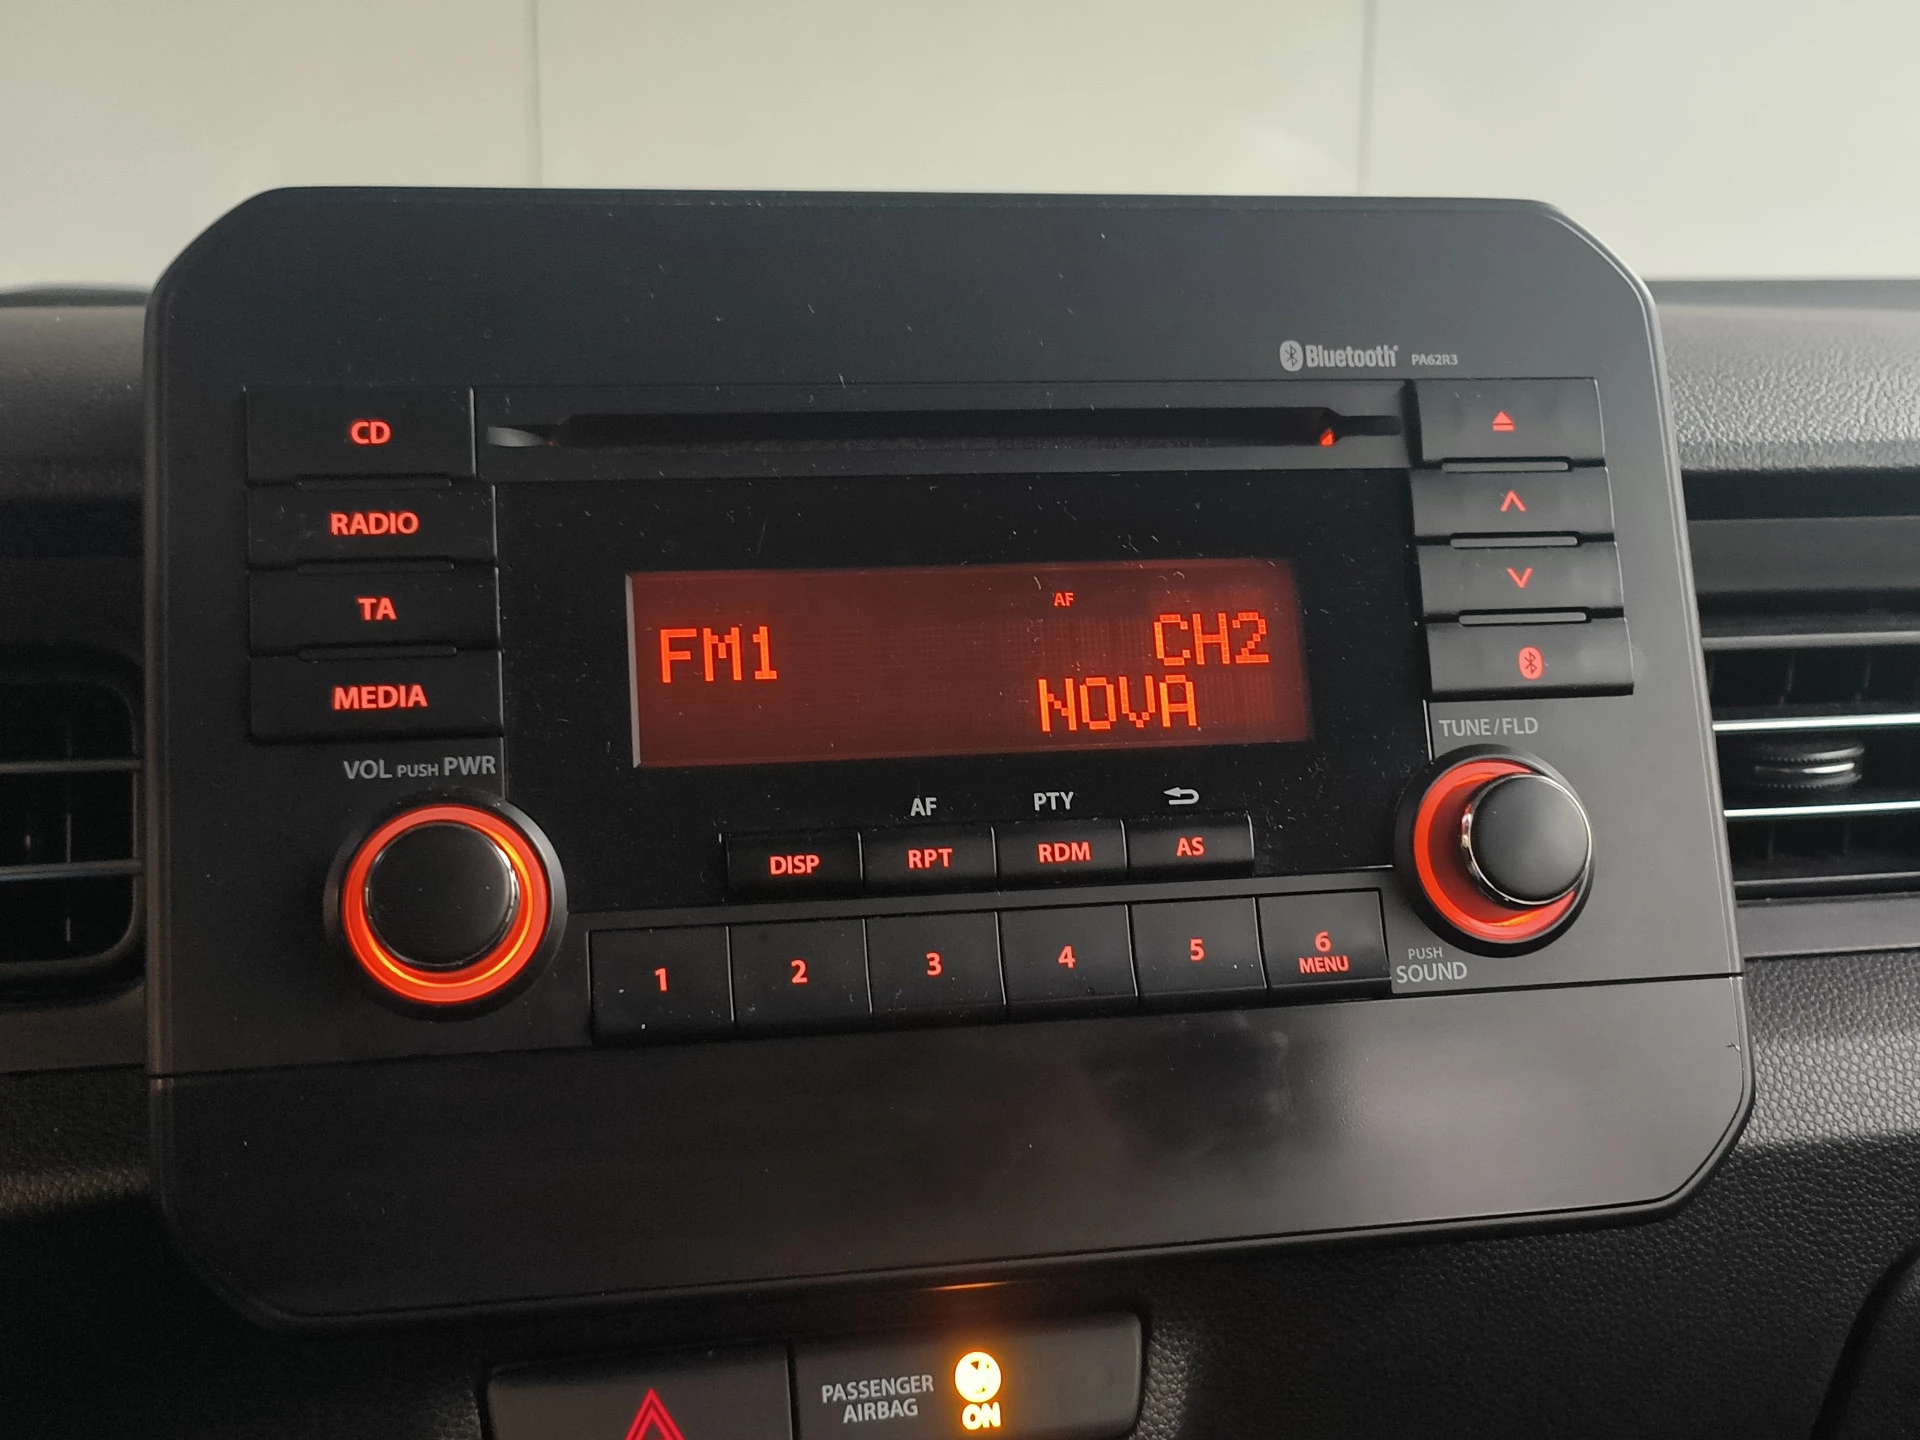 Bluetooth® PA62R3
CD
RADIO
TA
MEDIA
VOL PUSH PWR
AF
FM1 CH2
NOVA
TUNE/FLD
AF PTY
DISP RPT RDM AS
1 2 3 4 5 6
MENU
PUSH
SOUND
PASSENGER
AIRBAG
ON